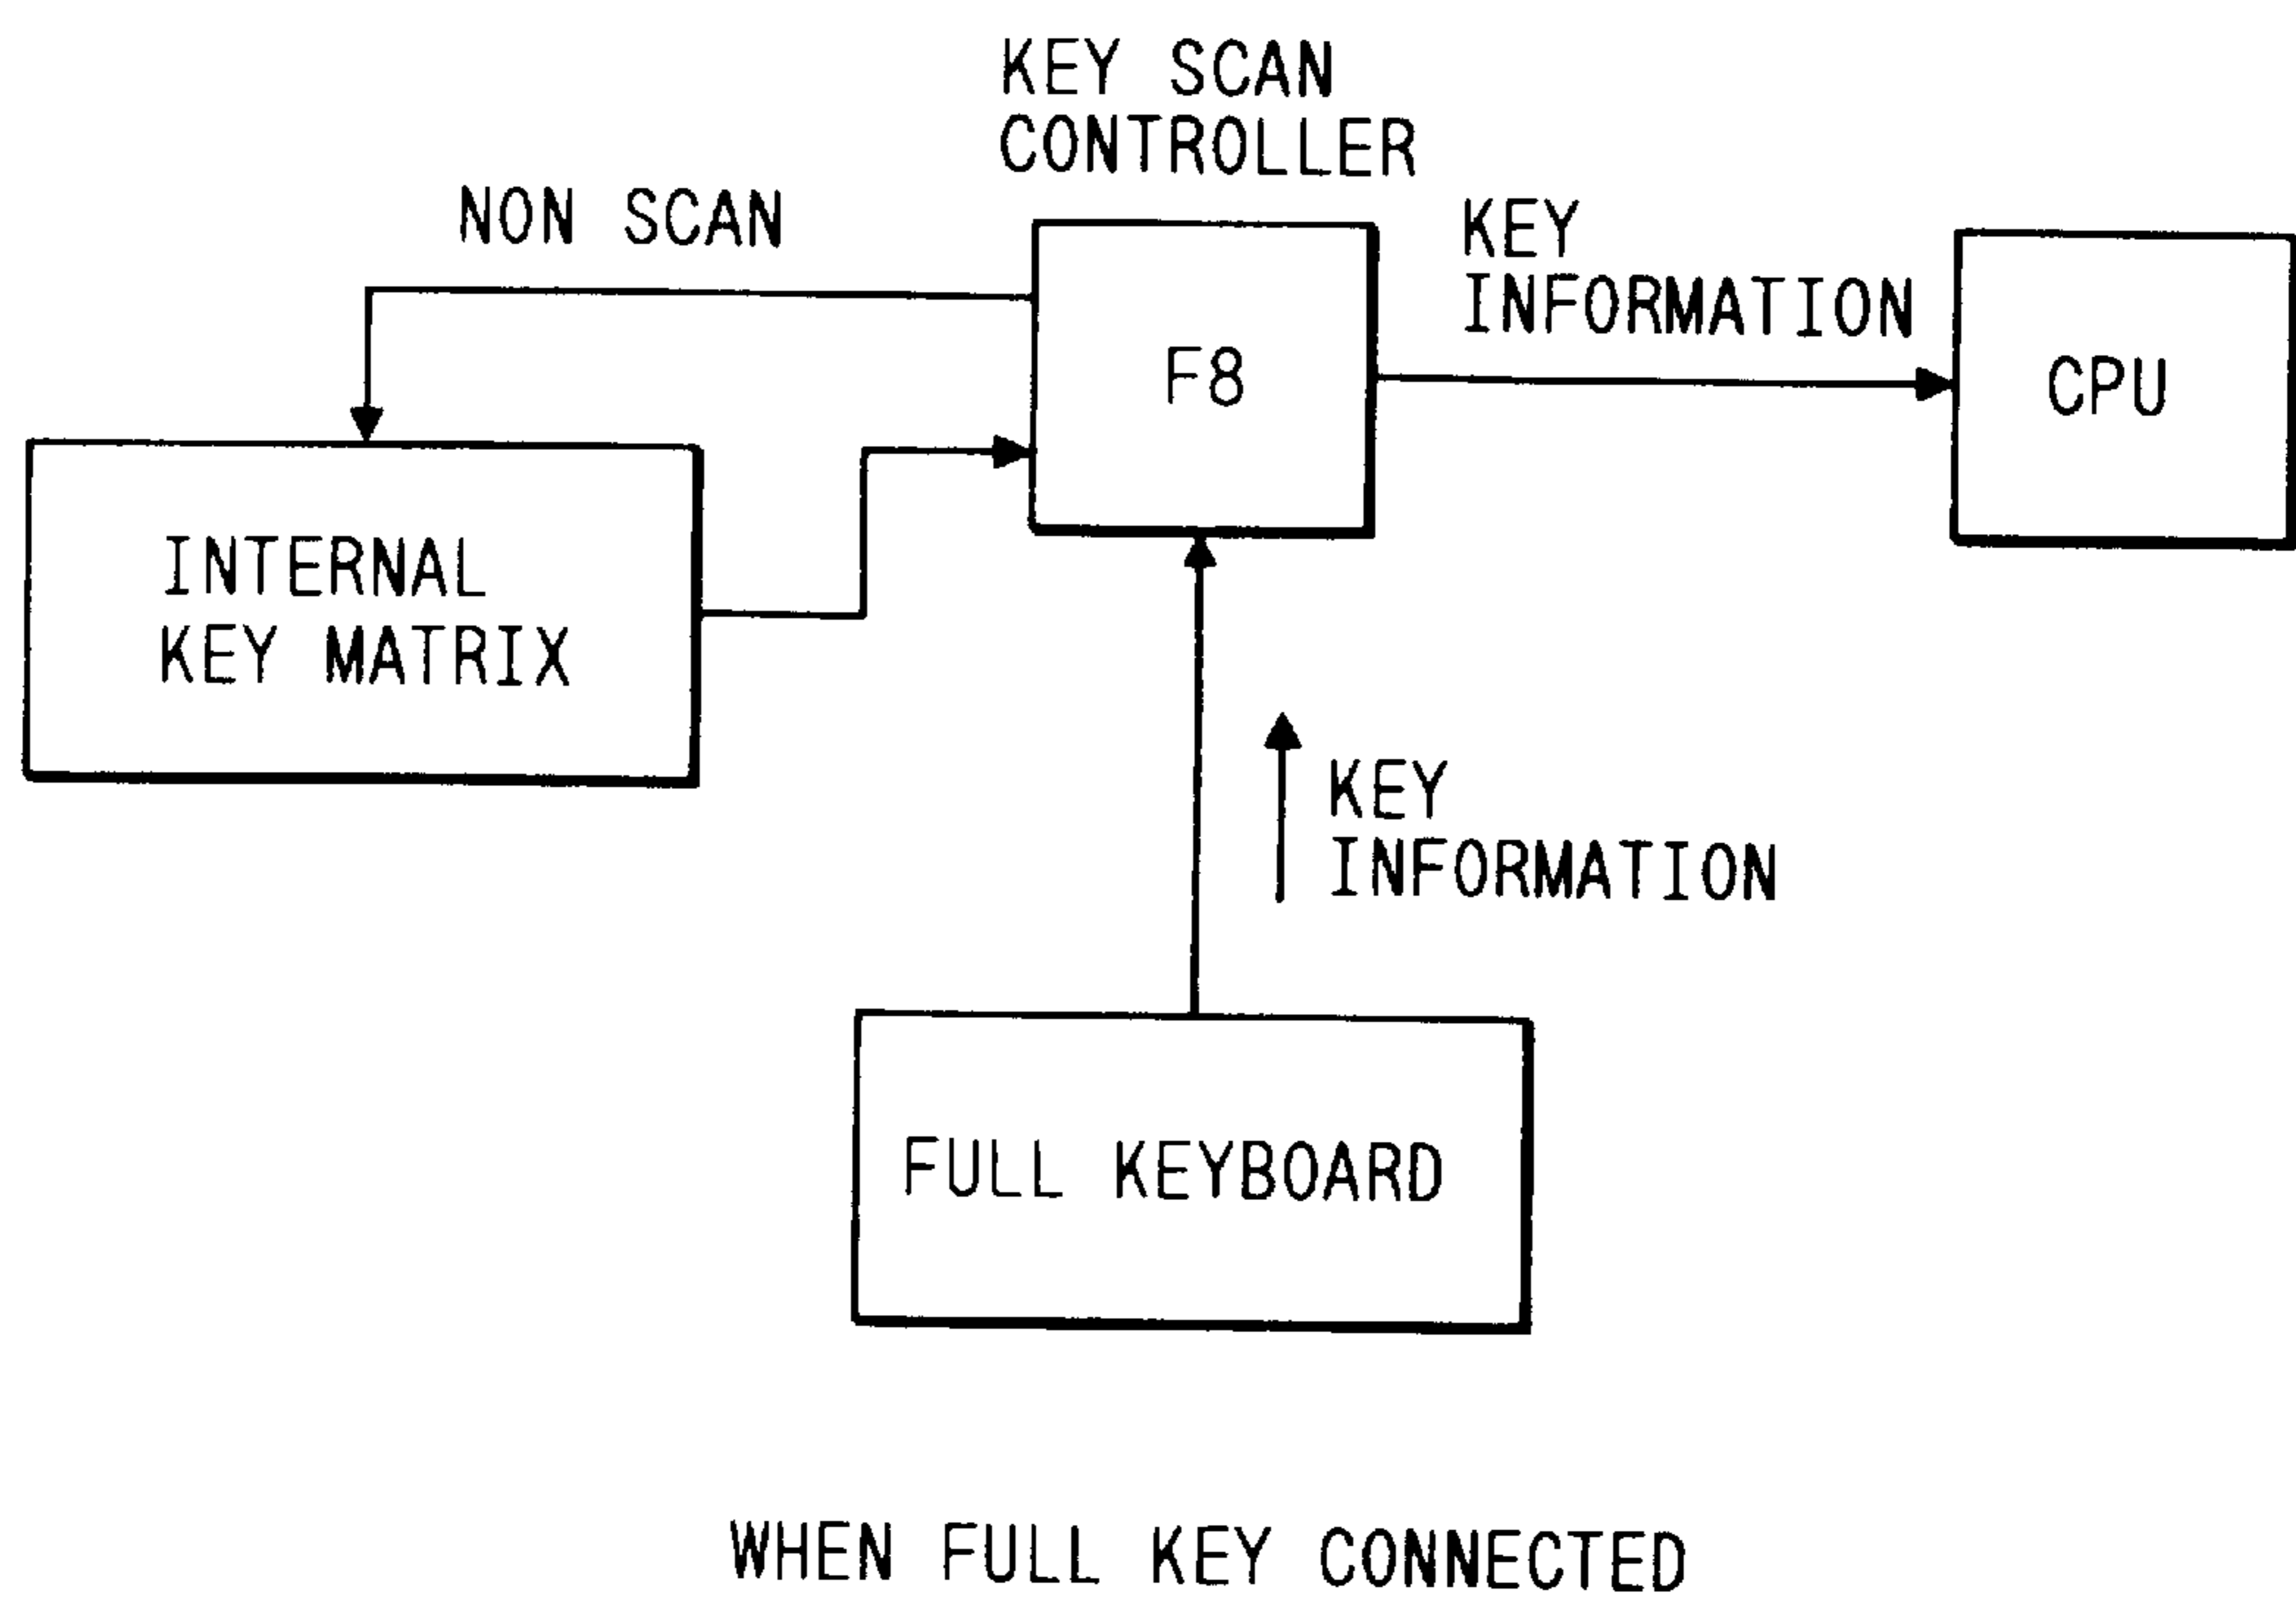 KEY SCAN
CONTROLLER
NON SCAN
KEY
INFORMATION
F8
CPU
INTERNAL
KEY MATRIX
KEY
INFORMATION
FULL KEYBOARD
WHEN FULL KEY CONNECTED